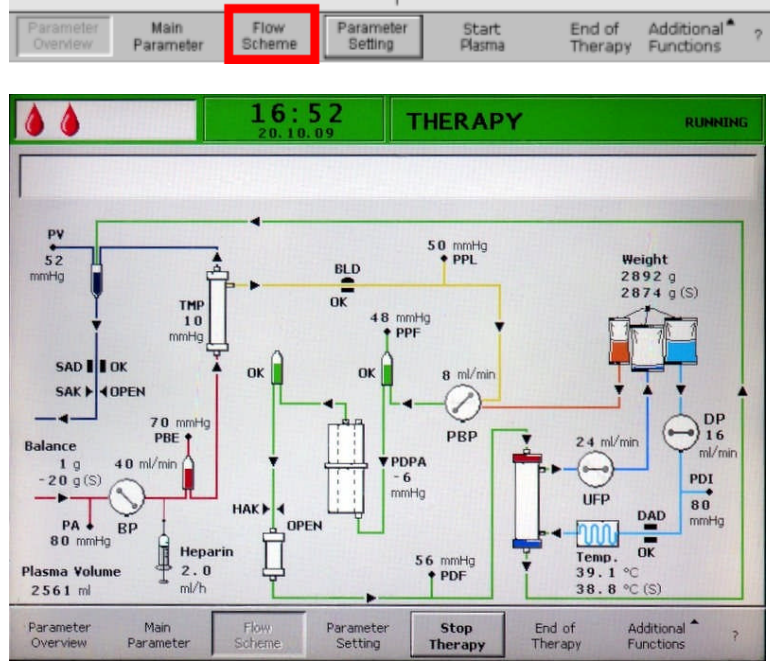 Parameter Overview
Main Parameter
Flow Scheme
Parameter Setting
Start Plasma
End of Therapy
Additional Functions
?
16:52
20.10.09
THERAPY
RUNNING
PV
52
mmHg
TMP
10
mmHg
BLD
OK
50 mmHg
PPL
Weight
2892 g
2874 g (S)
48 mmHg
PPF
SAD OK
SAK OPEN
OK
OK
8 ml/min
PBP
DP
16
ml/min
70 mmHg
PBE
Balance
1 g
-20 g (S)
40 ml/min
BP
PA
80 mmHg
PDPA
-6
mmHg
24 ml/min
UFP
PDI
80
mmHg
HAK
OPEN
DAD
OK
Heparin
2.0
ml/h
Plasma Volume
2561 ml
56 mmHg
PDF
Temp.
39.1 °C
38.8 °C (S)
Parameter Overview
Main Parameter
Flow Scheme
Parameter Setting
Stop Therapy
End of Therapy
Additional Functions
?